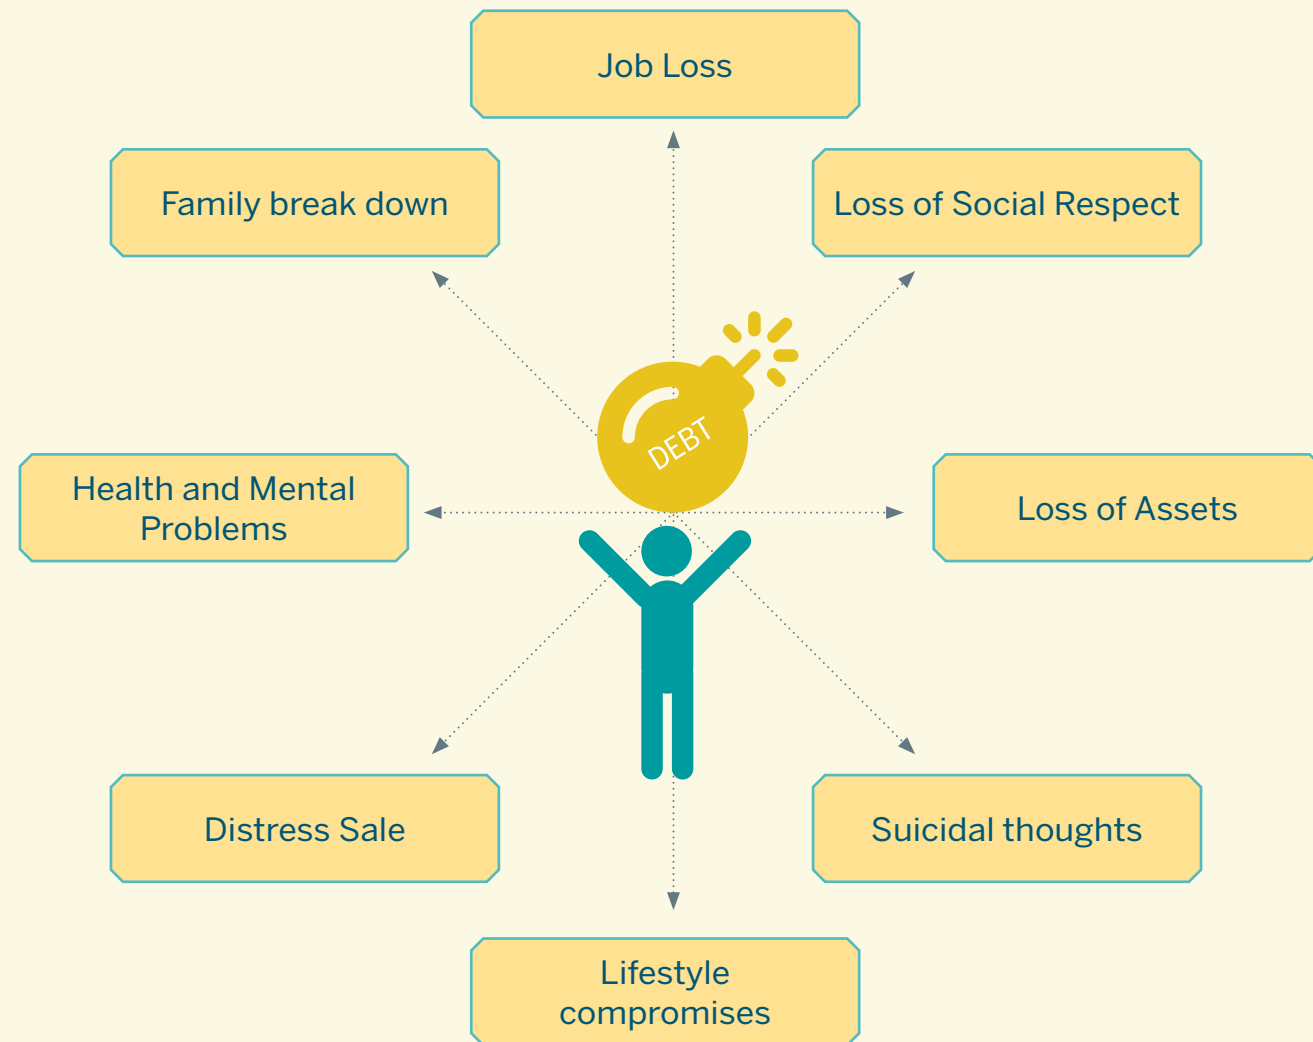 Job Loss
Family break down
Loss of Social Respect
DEBT
Health and Mental
Problems
Loss of Assets
Distress Sale
Suicidal thoughts
Lifestyle
compromises